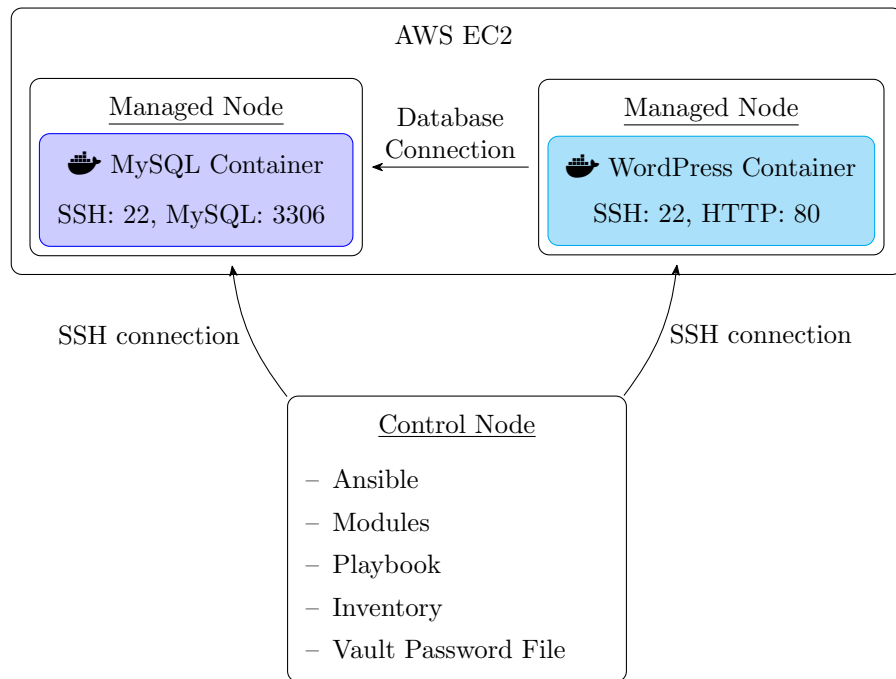 AWS EC2
Managed Node
MySQL Container
SSH: 22, MySQL: 3306
Database
Connection
Managed Node
WordPress Container
SSH: 22, HTTP: 80
SSH connection
SSH connection
Control Node
– Ansible
– Modules
– Playbook
– Inventory
– Vault Password File